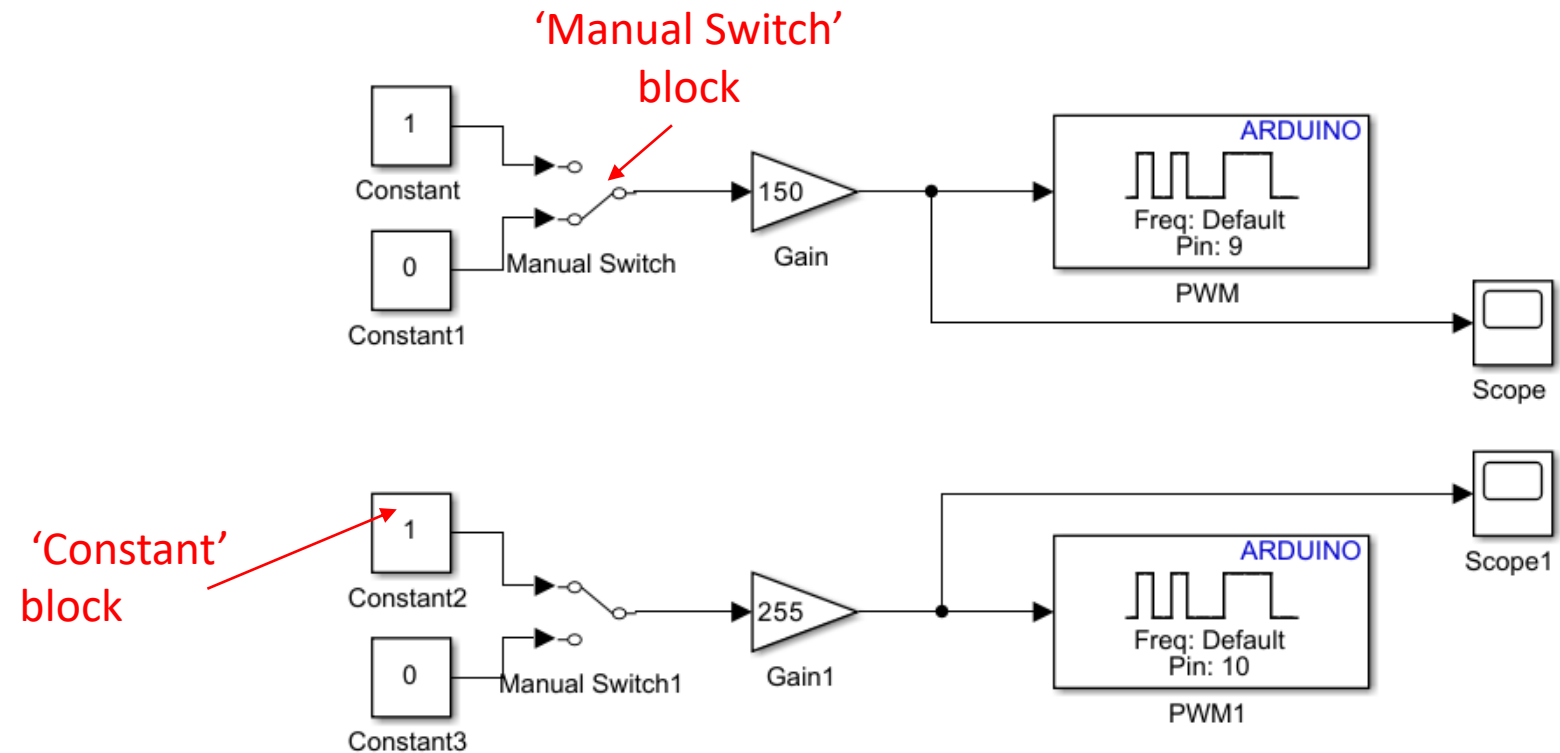 ‘Manual Switch’
block
1
Constant
0
Constant1
Manual Switch
150
Gain
ARDUINO
Freq: Default
Pin: 9
PWM
Scope
‘Constant’
block
1
Constant2
0
Constant3
Manual Switch1
255
Gain1
ARDUINO
Freq: Default
Pin: 10
PWM1
Scope1